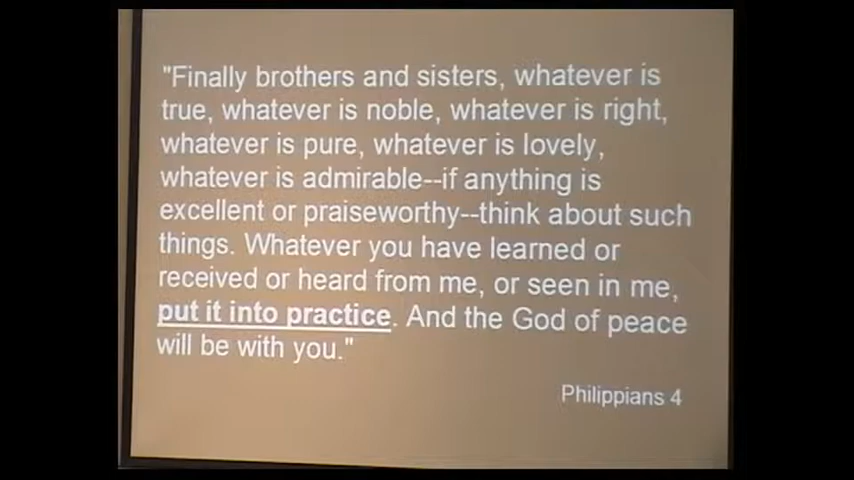 "Finally brothers and sisters, whatever is
true, whatever is noble, whatever is right,
whatever is pure, whatever is lovely,
whatever is admirable--if anything is
excellent or praiseworthy--think about such
things. Whatever you have learned or
received or heard from me, or seen in me,
put it into practice. And the God of peace
will be with you."
Philippians 4